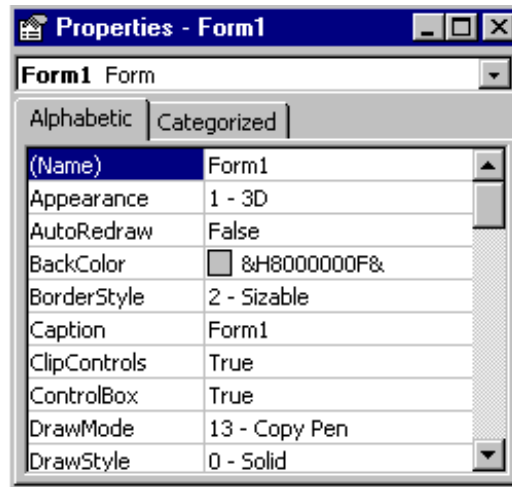 Properties - Form1
Form1 Form
Alphabetic Categorized
(Name) Form1
Appearance 1 - 3D
AutoRedraw False
BackColor &H8000000F&
BorderStyle 2 - Sizable
Caption Form1
ClipControls True
ControlBox True
DrawMode 13 - Copy Pen
DrawStyle 0 - Solid